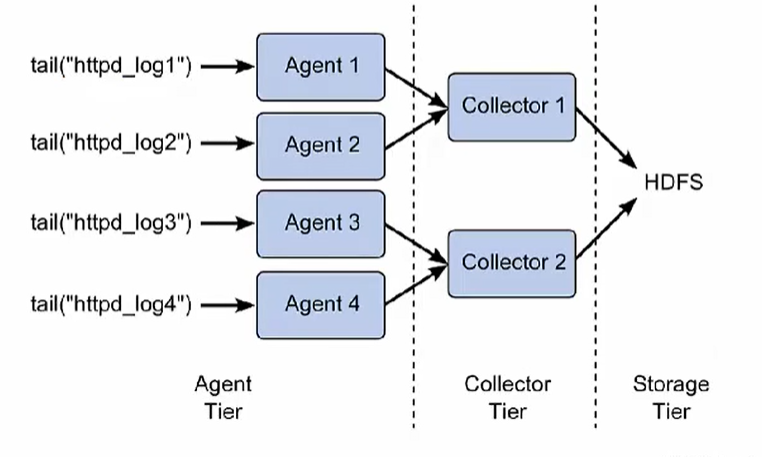 tail("httpd_log1")
Agent 1
tail("httpd_log2")
Agent 2
tail("httpd_log3")
Agent 3
tail("httpd_log4")
Agent 4
Collector 1
Collector 2
HDFS
Agent
Tier
Collector
Tier
Storage
Tier